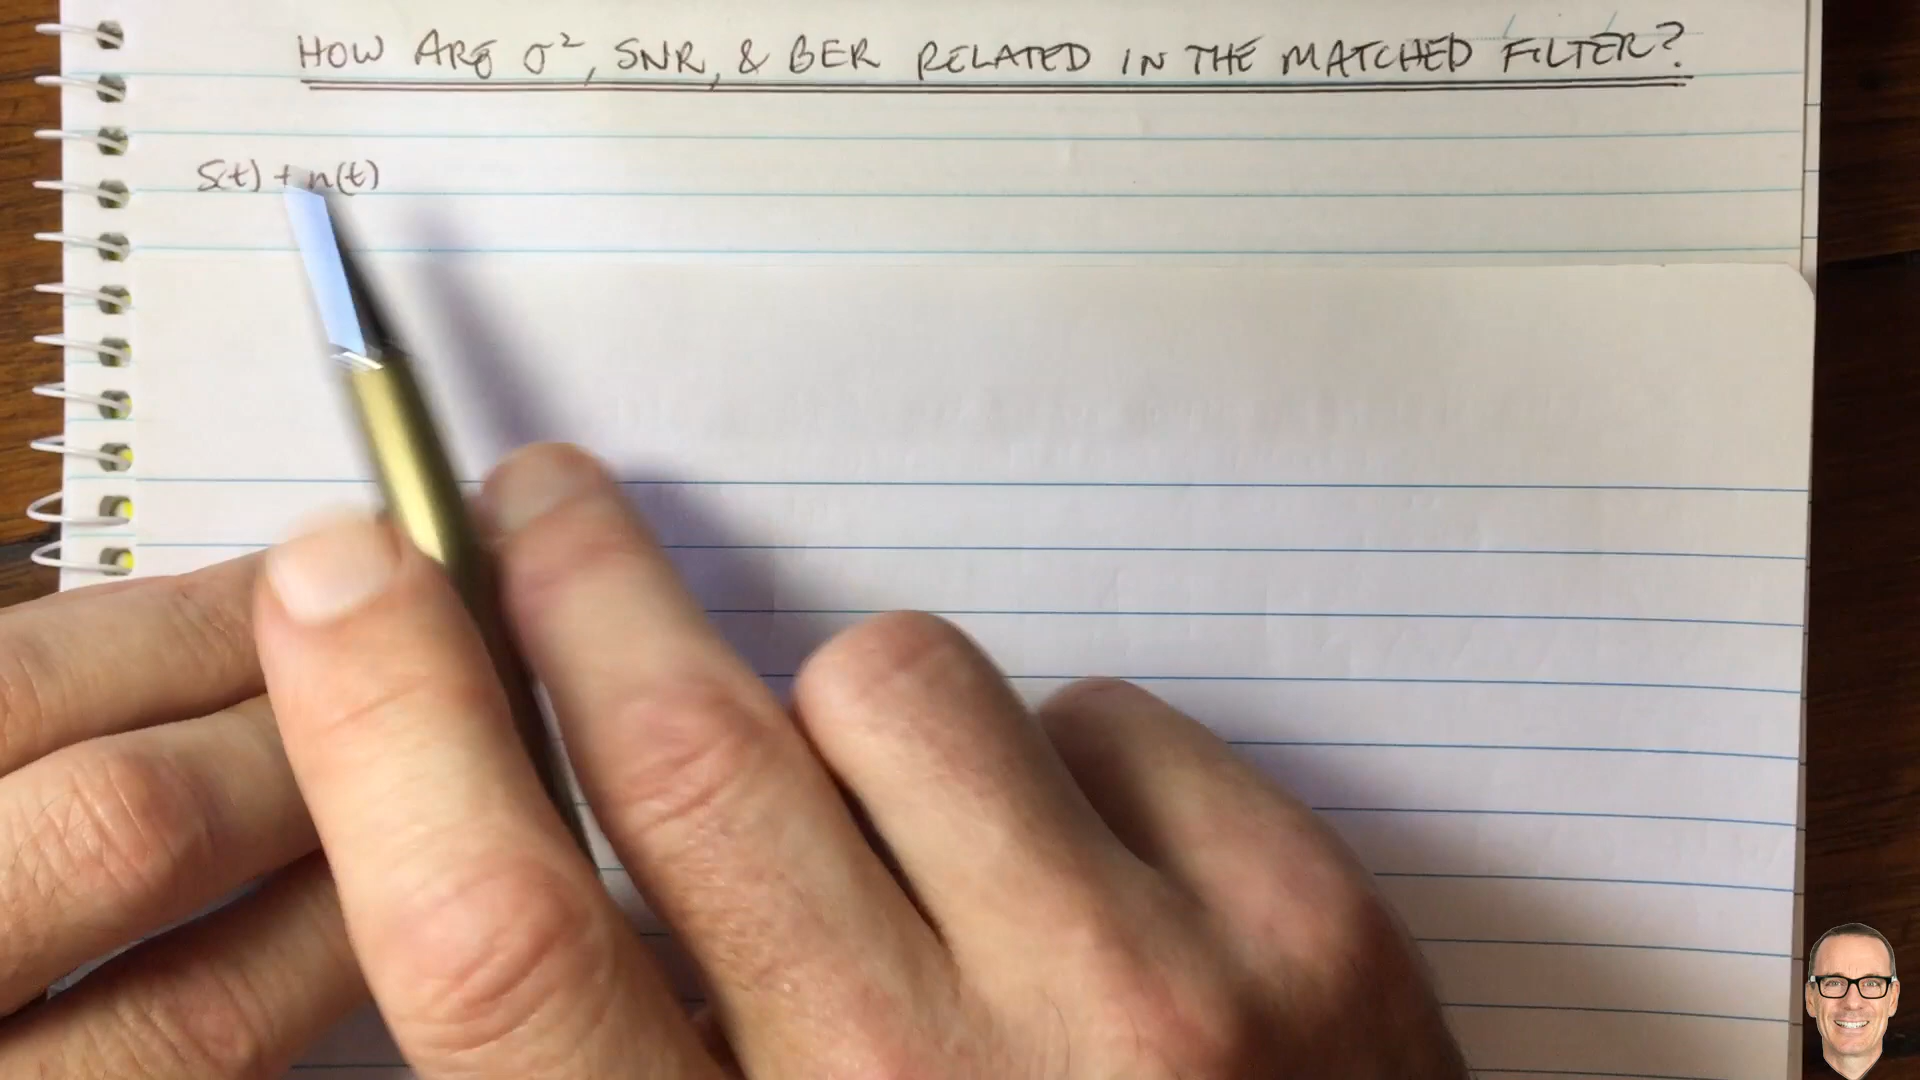 HOW ARE σ², SNR, & BER RELATED IN THE MATCHED FILTER?
s(t) + n(t)